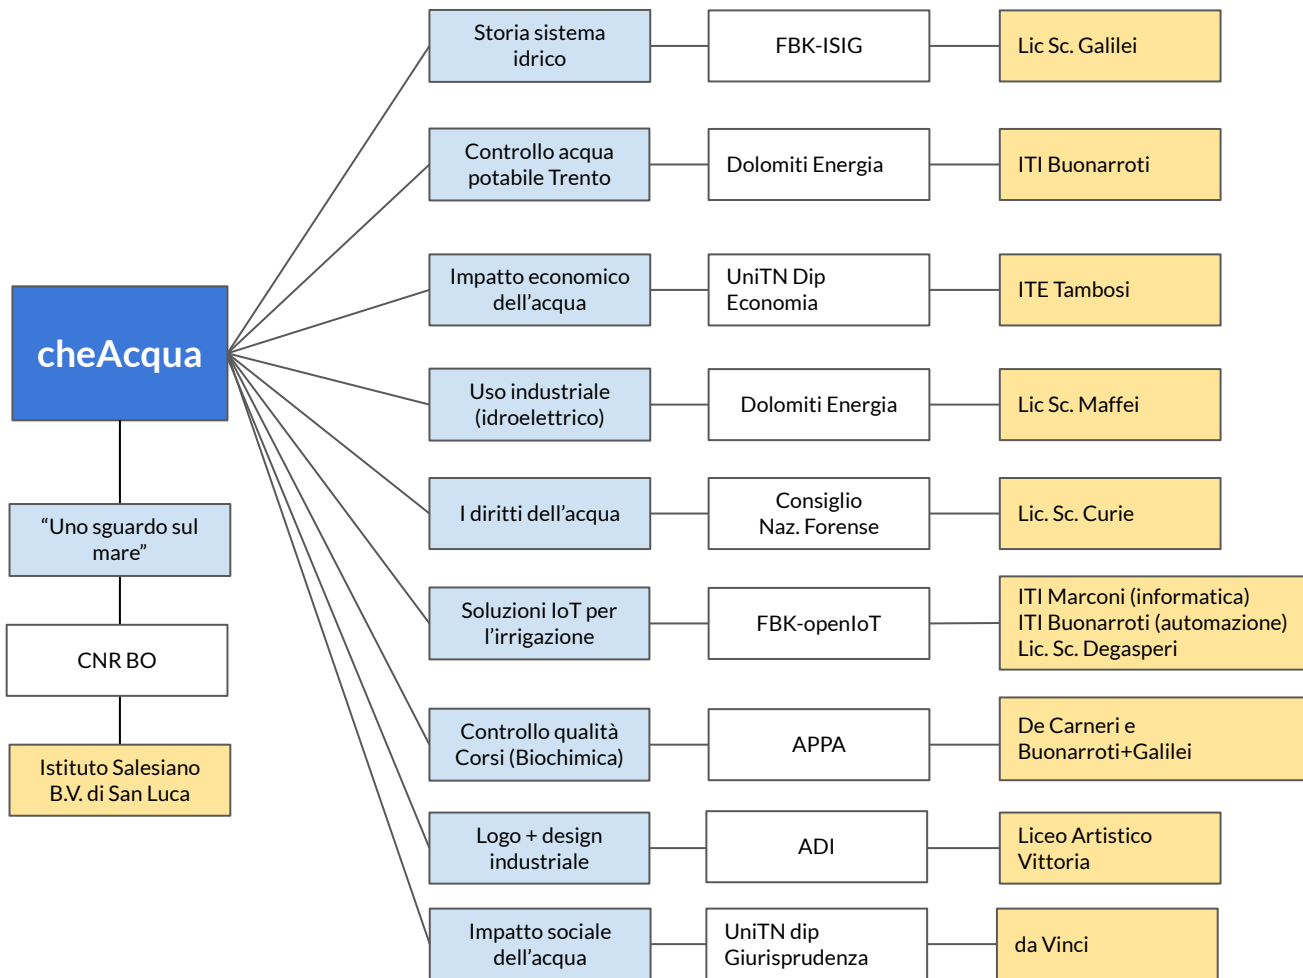 Storia sistema
idrico
FBK-ISIG
Lic Sc. Galilei
Controllo acqua
potabile Trento
Dolomiti Energia
ITI Buonarroti
Impatto economico
dell’acqua
UniTN Dip
Economia
ITE Tambosi
cheAcqua
Uso industriale
(idroelettrico)
Dolomiti Energia
Lic Sc. Maffei
I diritti dell’acqua
Consiglio
Naz. Forense
Lic. Sc. Curie
“Uno sguardo sul
mare”
Soluzioni IoT per
l’irrigazione
FBK-openIoT
ITI Marconi (informatica)
ITI Buonarroti (automazione)
Lic. Sc. Degasperi
CNR BO
Controllo qualità
Corsi (Biochimica)
APPA
De Carneri e
Buonarroti+Galilei
Istituto Salesiano
B.V. di San Luca
Logo + design
industriale
ADI
Liceo Artistico
Vittoria
Impatto sociale
dell’acqua
UniTN dip
Giurisprudenza
da Vinci